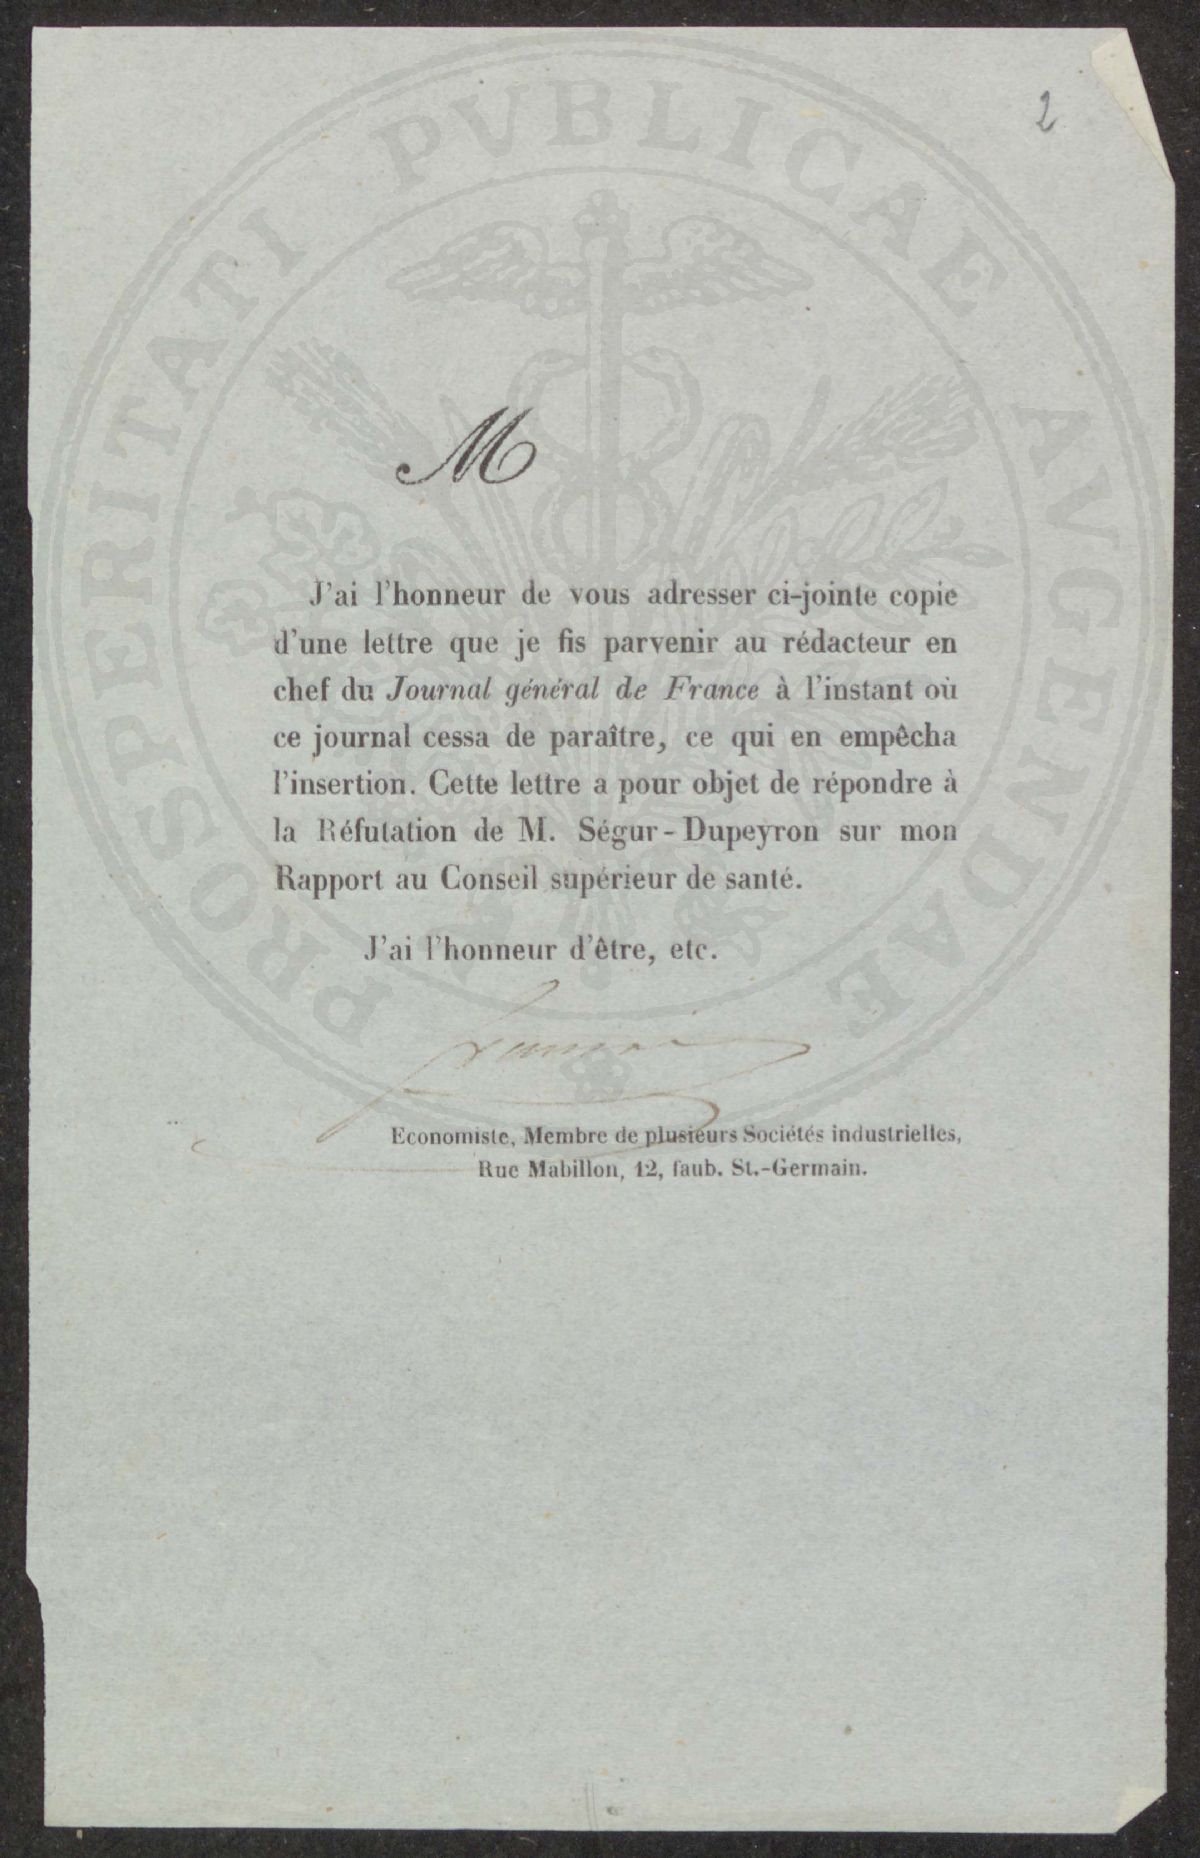 2
PROSPERITATI PVBLICAE AVGENDAE
M
J'ai l'honneur de vous adresser ci-jointe copie
d'une lettre que je fis parvenir au rédacteur en
chef du Journal général de France à l'instant où
ce journal cessa de paraître, ce qui en empêcha
l'insertion. Cette lettre a pour objet de répondre à
la Réfutation de M. Ségur-Dupeyron sur mon
Rapport au Conseil supérieur de santé.
J'ai l'honneur d'être, etc.
Economiste, Membre de plusieurs Sociétés industrielles,
Rue Mabillon, 12, faub. St.-Germain.